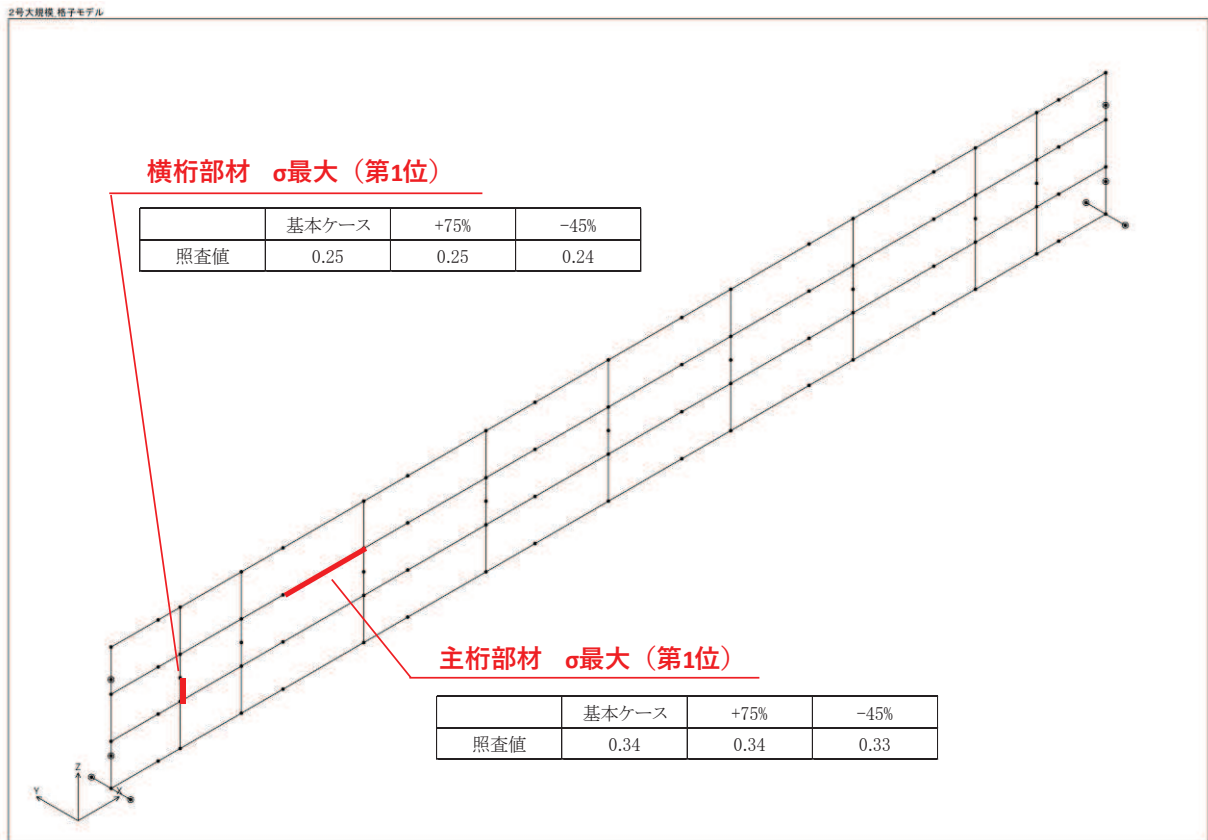 2号大規模 格子モデル
横桁部材 σ最大（第1位）
基本ケース +75% -45%
照査値 0.25 0.25 0.24
主桁部材 σ最大（第1位）
基本ケース +75% -45%
照査値 0.34 0.34 0.33
Z
Y X